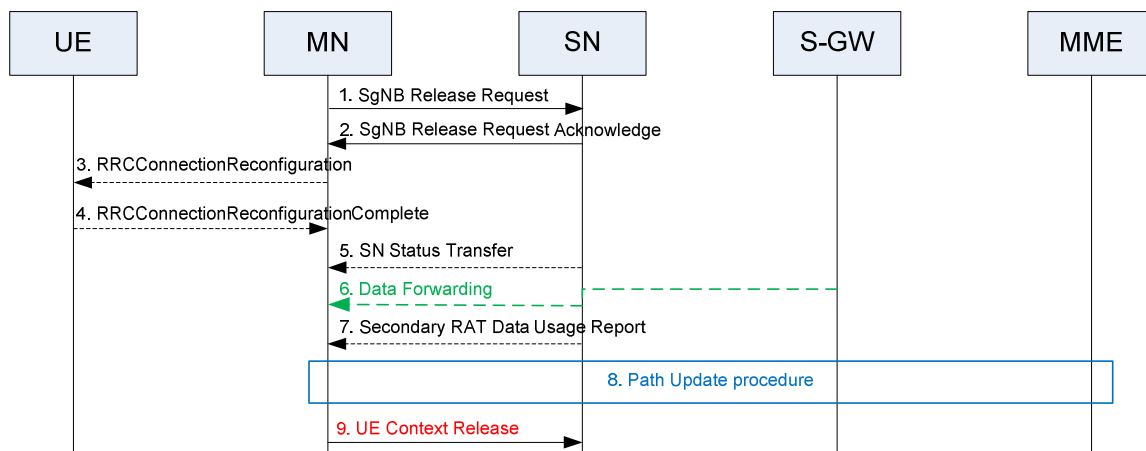 UE
MN
SN
S-GW
MME
1. SgNB Release Request
2. SgNB Release Request Acknowledge
3. RRCConnectionReconfiguration
4. RRCConnectionReconfigurationComplete
5. SN Status Transfer
6. Data Forwarding
7. Secondary RAT Data Usage Report
8. Path Update procedure
9. UE Context Release